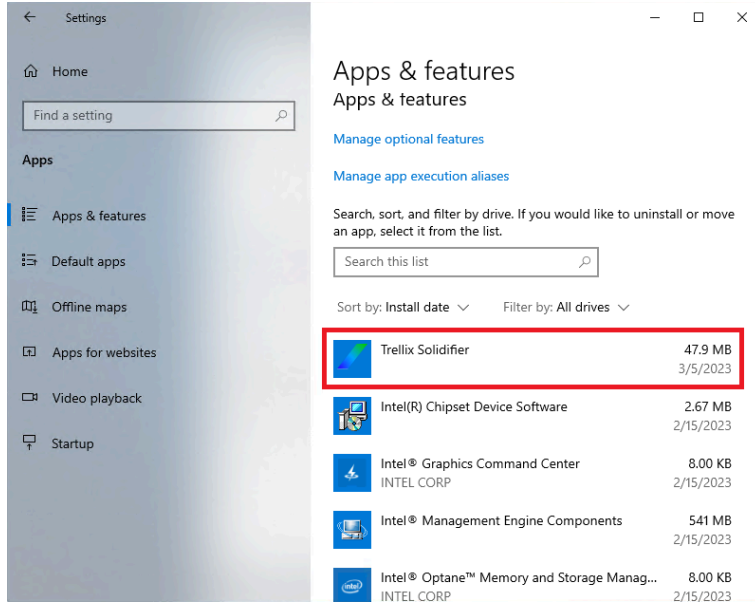 Settings
Home
Find a setting
Apps
Apps & features
Default apps
Offline maps
Apps for websites
Video playback
Startup
Apps & features
Apps & features
Manage optional features
Manage app execution aliases
Search, sort, and filter by drive. If you would like to uninstall or move
an app, select it from the list.
Search this list
Sort by: Install date Filter by: All drives
Trellix Solidifier 47.9 MB
3/5/2023
Intel(R) Chipset Device Software 2.67 MB
2/15/2023
Intel® Graphics Command Center 8.00 KB
INTEL CORP 2/15/2023
Intel® Management Engine Components 541 MB
2/15/2023
intel Intel® Optane™ Memory and Storage Manag... 8.00 KB
INTEL CORP 2/15/2023